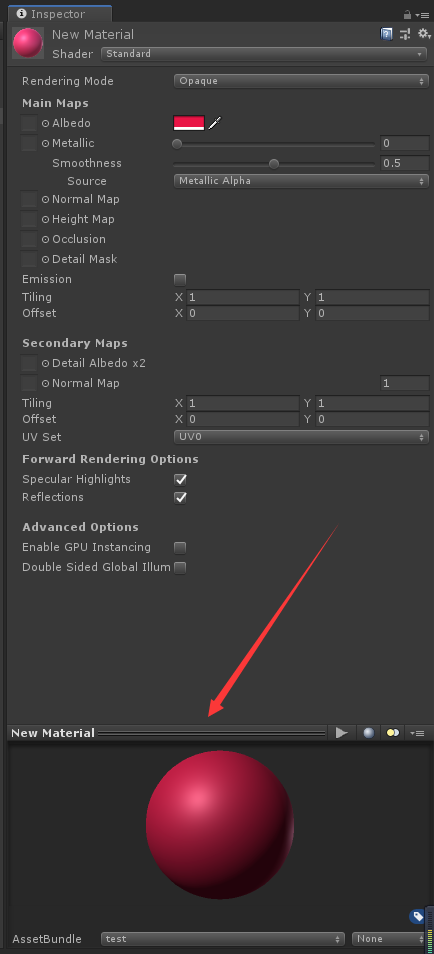 Inspector
New Material
Shader Standard
Rendering Mode Opaque
Main Maps
Albedo
Metallic 0
Smoothness 0.5
Source Metallic Alpha
Normal Map
Height Map
Occlusion
Detail Mask
Emission
Tiling X 1 Y 1
Offset X 0 Y 0
Secondary Maps
Detail Albedo x2
Normal Map 1
Tiling X 1 Y 1
Offset X 0 Y 0
UV Set UV0
Forward Rendering Options
Specular Highlights
Reflections
Advanced Options
Enable GPU Instancing
Double Sided Global Illum
New Material
AssetBundle test None